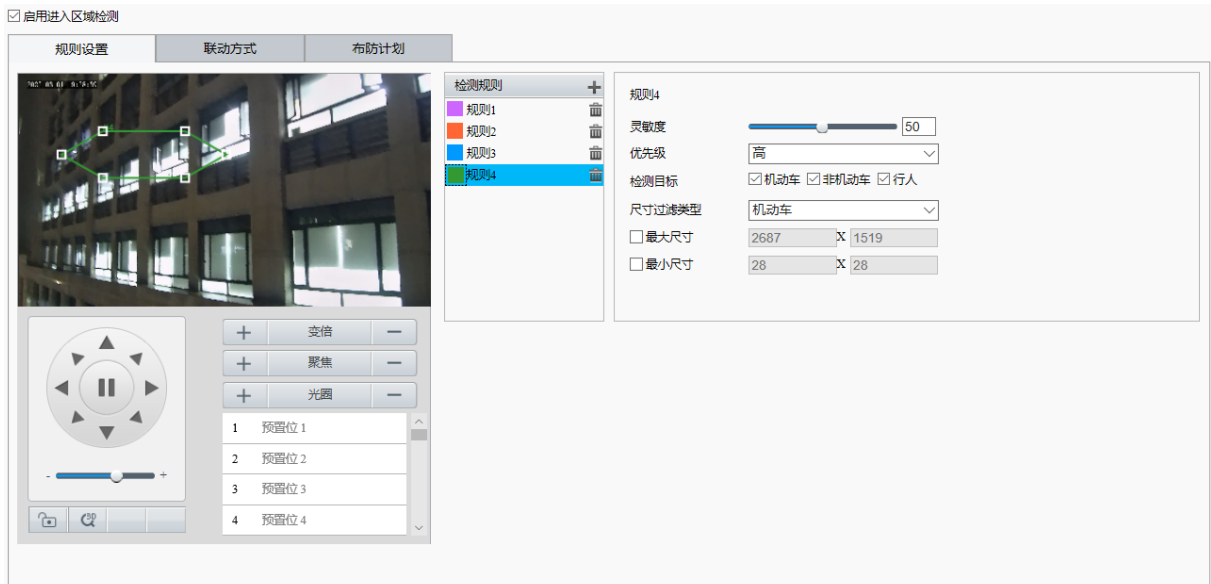 启用进入区域检测
规则设置 联动方式 布防计划
检测规则
规则1
规则2
规则3
规则4
规则4
灵敏度 50
优先级 高
检测目标 机动车 非机动车 行人
尺寸过滤类型 机动车
最大尺寸 2687 X 1519
最小尺寸 28 X 28
+ 变倍 —
+ 聚焦 —
+ 光圈 —
1 预置位 1
2 预置位 2
3 预置位 3
4 预置位 4
- +
3D